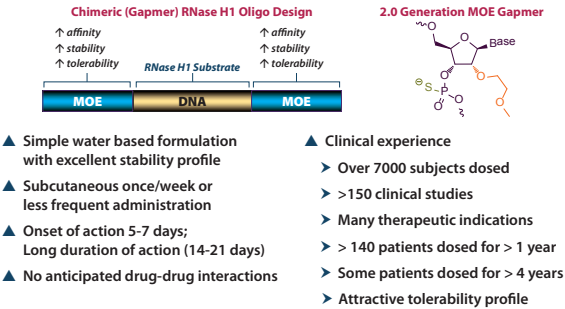 Chimeric (Gapmer) RNase H1 Oligo Design
↑ affinity
↑ stability
↑ tolerability
RNase H1 Substrate
↑ affinity
↑ stability
↑ tolerability
MOE
DNA
MOE
▲ Simple water based formulation
with excellent stability profile
▲ Subcutaneous once/week or
less frequent administration
▲ Onset of action 5-7 days;
Long duration of action (14-21 days)
▲ No anticipated drug-drug interactions
2.0 Generation MOE Gapmer
O
O
Base
O
O
⊖S
P
O
O
O
▲ Clinical experience
➤ Over 7000 subjects dosed
➤ >150 clinical studies
➤ Many therapeutic indications
➤ > 140 patients dosed for > 1 year
➤ Some patients dosed for > 4 years
➤ Attractive tolerability profile